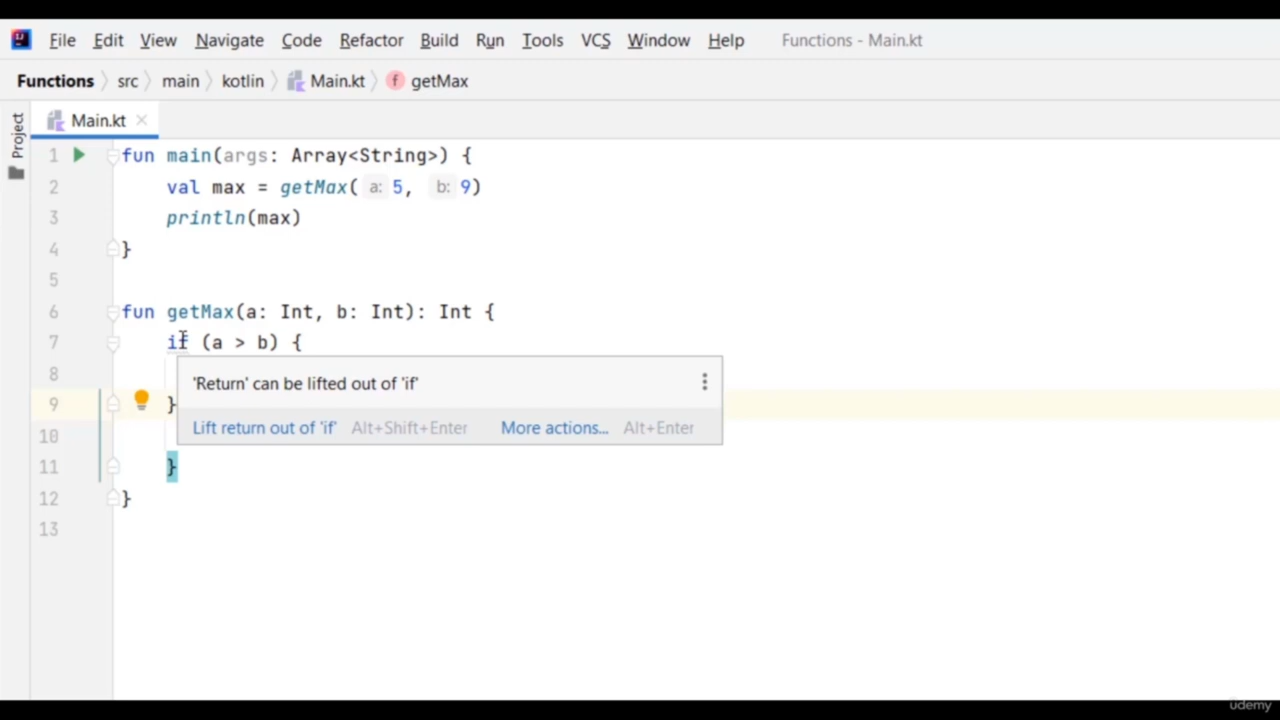 File Edit View Navigate Code Refactor Build Run Tools VCS Window Help Functions - Main.kt
Functions src main kotlin Main.kt f getMax
Project
Main.kt
1 fun main(args: Array<String>) {
2 val max = getMax( a: 5, b: 9)
3 println(max)
4 }
5
6 fun getMax(a: Int, b: Int): Int {
7 if (a > b) {
8
'Return' can be lifted out of 'if'
9 }
Lift return out of 'if' Alt+Shift+Enter More actions... Alt+Enter
10
11 }
12 }
13
udemy